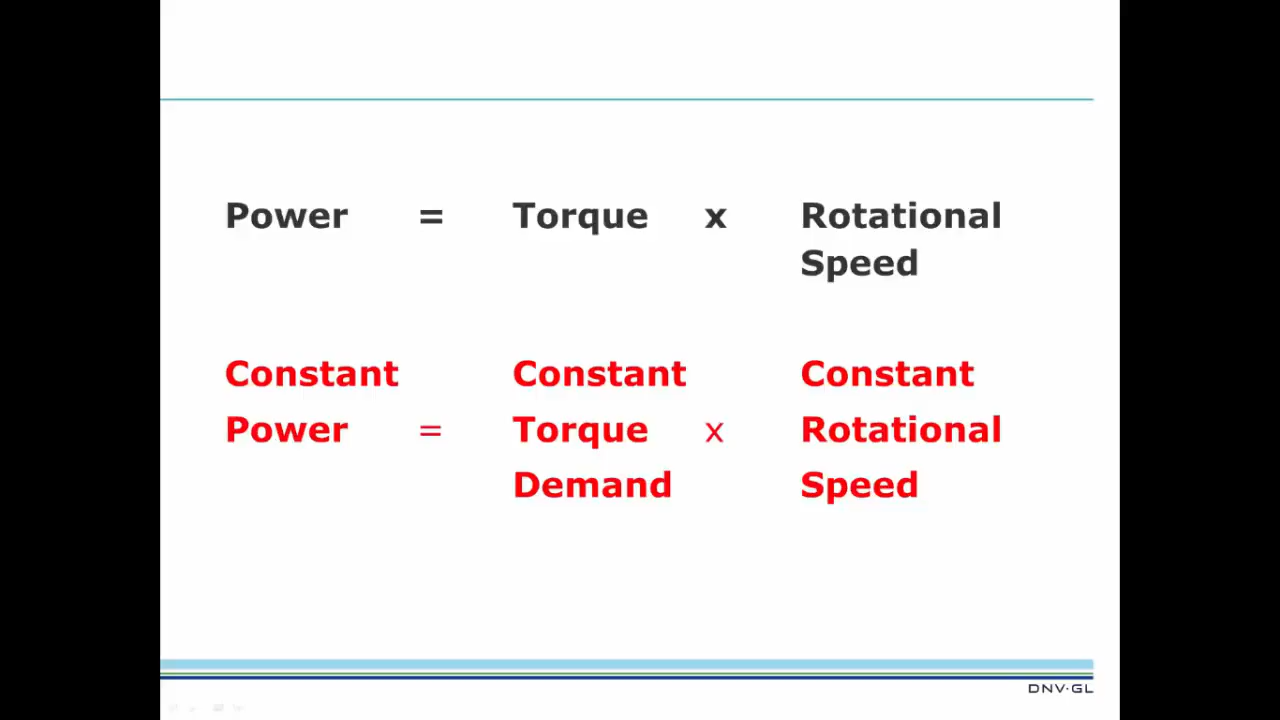 Power = Torque x Rotational
Speed
Constant Constant Constant
Power = Torque x Rotational
Demand Speed
DNV·GL